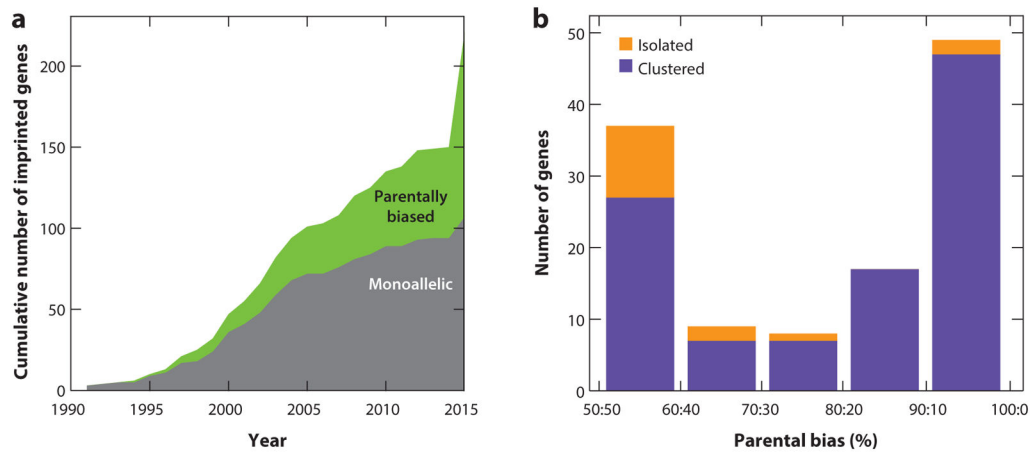 a
Cumulative number of imprinted genes
200
150
100
50
0
Parentally
biased
Monoallelic
1990
1995
2000
2005
2010
2015
Year
b
Number of genes
50
40
30
20
10
0
Isolated
Clustered
50:50
60:40
70:30
80:20
90:10
100:0
Parental bias (%)